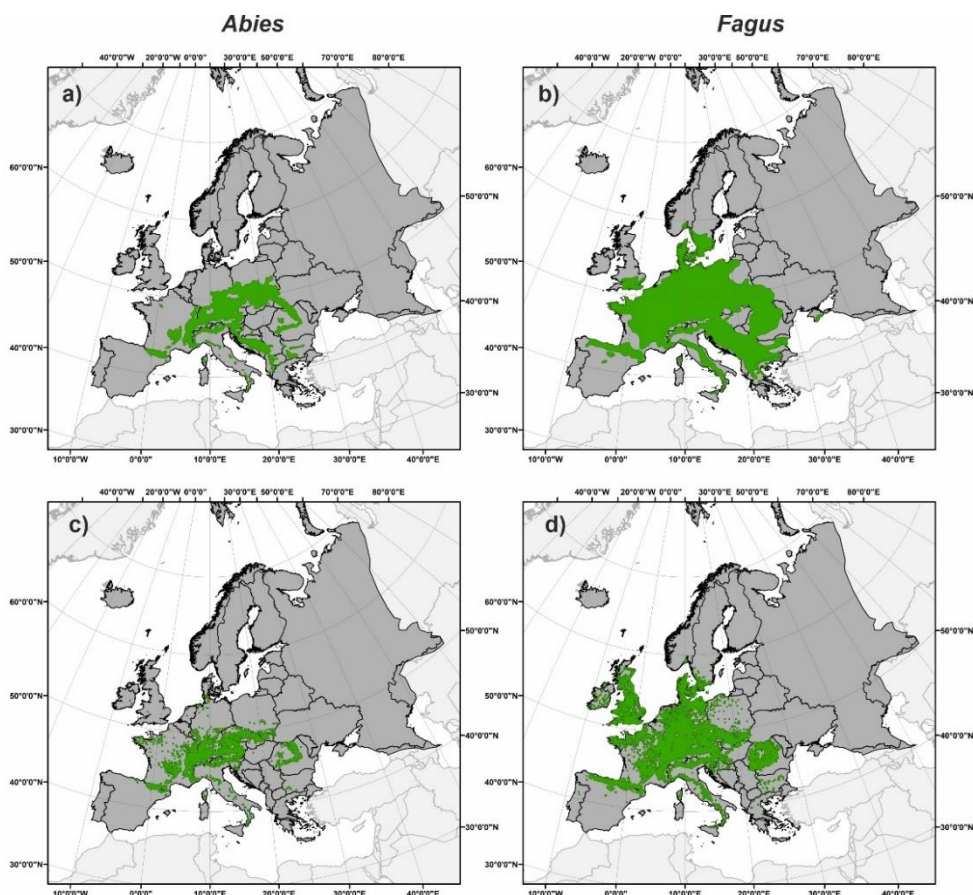 Abies Fagus
40°0'0"W 20°0'0"W 0°0'0" 30°0'0"E 50°0'0"E 70°0'0"E 80°0'0"E 40°0'0"W 20°0'0"W 0°0'0" 30°0'0"E 50°0'0"E 70°0'0"E 80°0'0"E
a) b)
60°0'0"N 50°0'0"N 60°0'0"N 50°0'0"N
50°0'0"N 40°0'0"N 50°0'0"N 40°0'0"N
40°0'0"N 30°0'0"N 40°0'0"N 30°0'0"N
30°0'0"N 30°0'0"N
10°0'0"W 0°0'0" 10°0'0"E 20°0'0"E 30°0'0"E 40°0'0"E 10°0'0"W 0°0'0" 10°0'0"E 20°0'0"E 30°0'0"E 40°0'0"E
40°0'0"W 20°0'0"W 0°0'0" 30°0'0"E 50°0'0"E 70°0'0"E 80°0'0"E 40°0'0"W 20°0'0"W 0°0'0" 30°0'0"E 50°0'0"E 70°0'0"E 80°0'0"E
c) d)
60°0'0"N 50°0'0"N 60°0'0"N 50°0'0"N
50°0'0"N 40°0'0"N 50°0'0"N 40°0'0"N
40°0'0"N 30°0'0"N 40°0'0"N 30°0'0"N
30°0'0"N 30°0'0"N
10°0'0"W 0°0'0" 10°0'0"E 20°0'0"E 30°0'0"E 40°0'0"E 10°0'0"W 0°0'0" 10°0'0"E 20°0'0"E 30°0'0"E 40°0'0"E